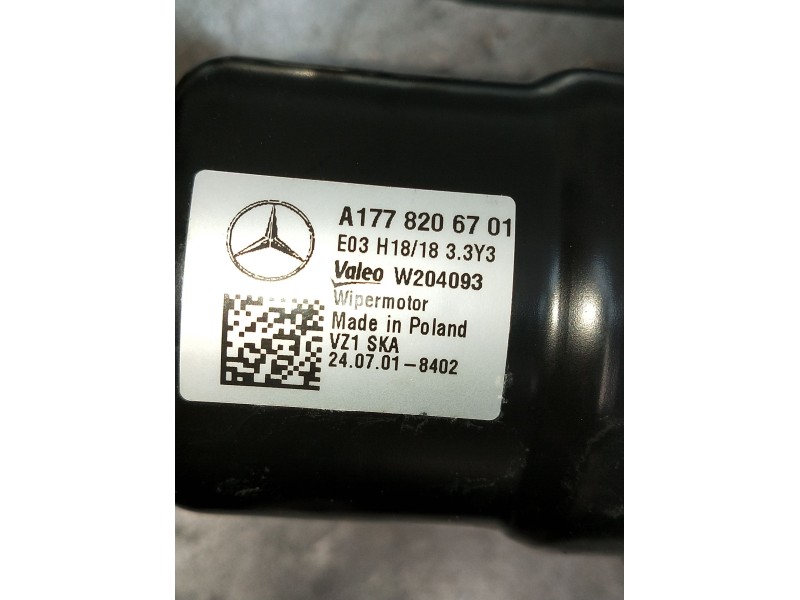 A177 820 67 01
E03 H18/18 3.3Y3
Valeo W204093
Wipermotor
Made in Poland
VZ1 SKA
24.07.01-8402